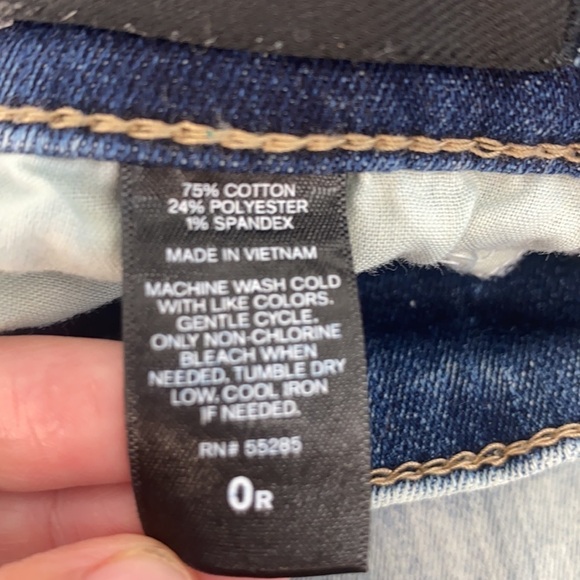 75% COTTON
24% POLYESTER
1% SPANDEX
MADE IN VIETNAM
MACHINE WASH COLD
WITH LIKE COLORS.
GENTLE CYCLE.
ONLY NON-CHLORINE
BLEACH WHEN
NEEDED. TUMBLE DRY
LOW. COOL IRON
IF NEEDED.
RN# 55285
0R